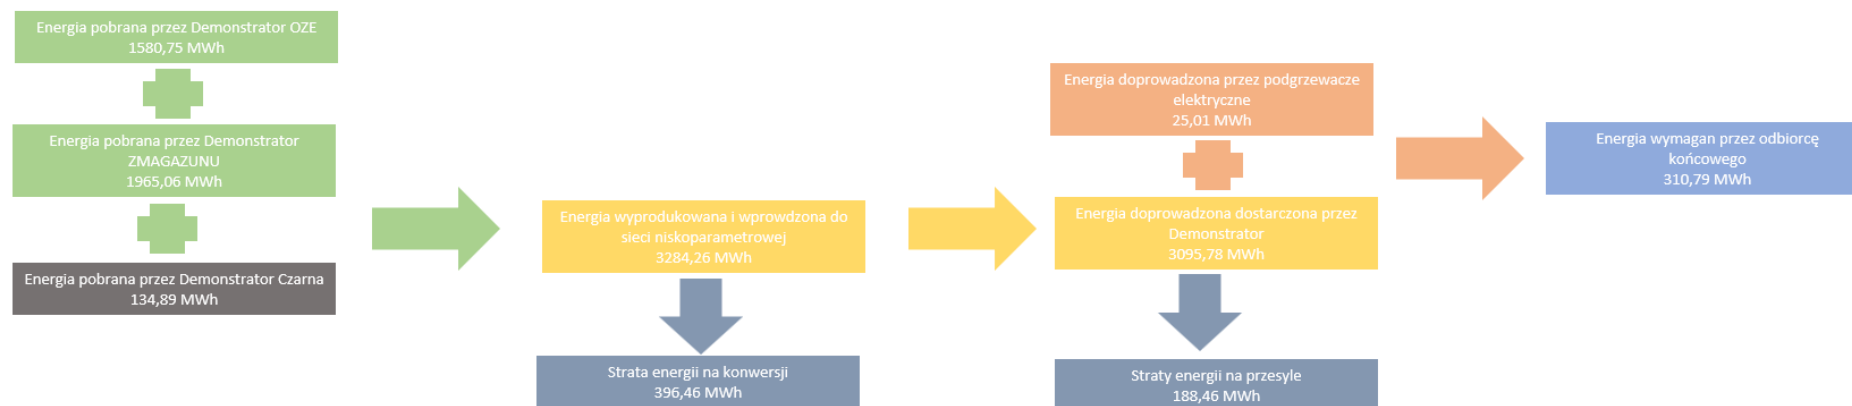 Energia pobrana przez Demonstrator OZE
1580,75 MWh
Energia pobrana przez Demonstrator
ZMAGAZUNU
1965,06 MWh
Energia pobrana przez Demonstrator Czarna
134,89 MWh
Energia wyprodukowana i wprowdzona do
sieci niskoparametrowej
3284,26 MWh
Strata energii na konwersji
396,46 MWh
Energia doprowadzona przez podgrzewacze
elektryczne
25,01 MWh
Energia doprowadzona dostarczona przez
Demonstrator
3095,78 MWh
Straty energii na przesyle
188,46 MWh
Energia wymagan przez odbiorcę
końcowego
310,79 MWh